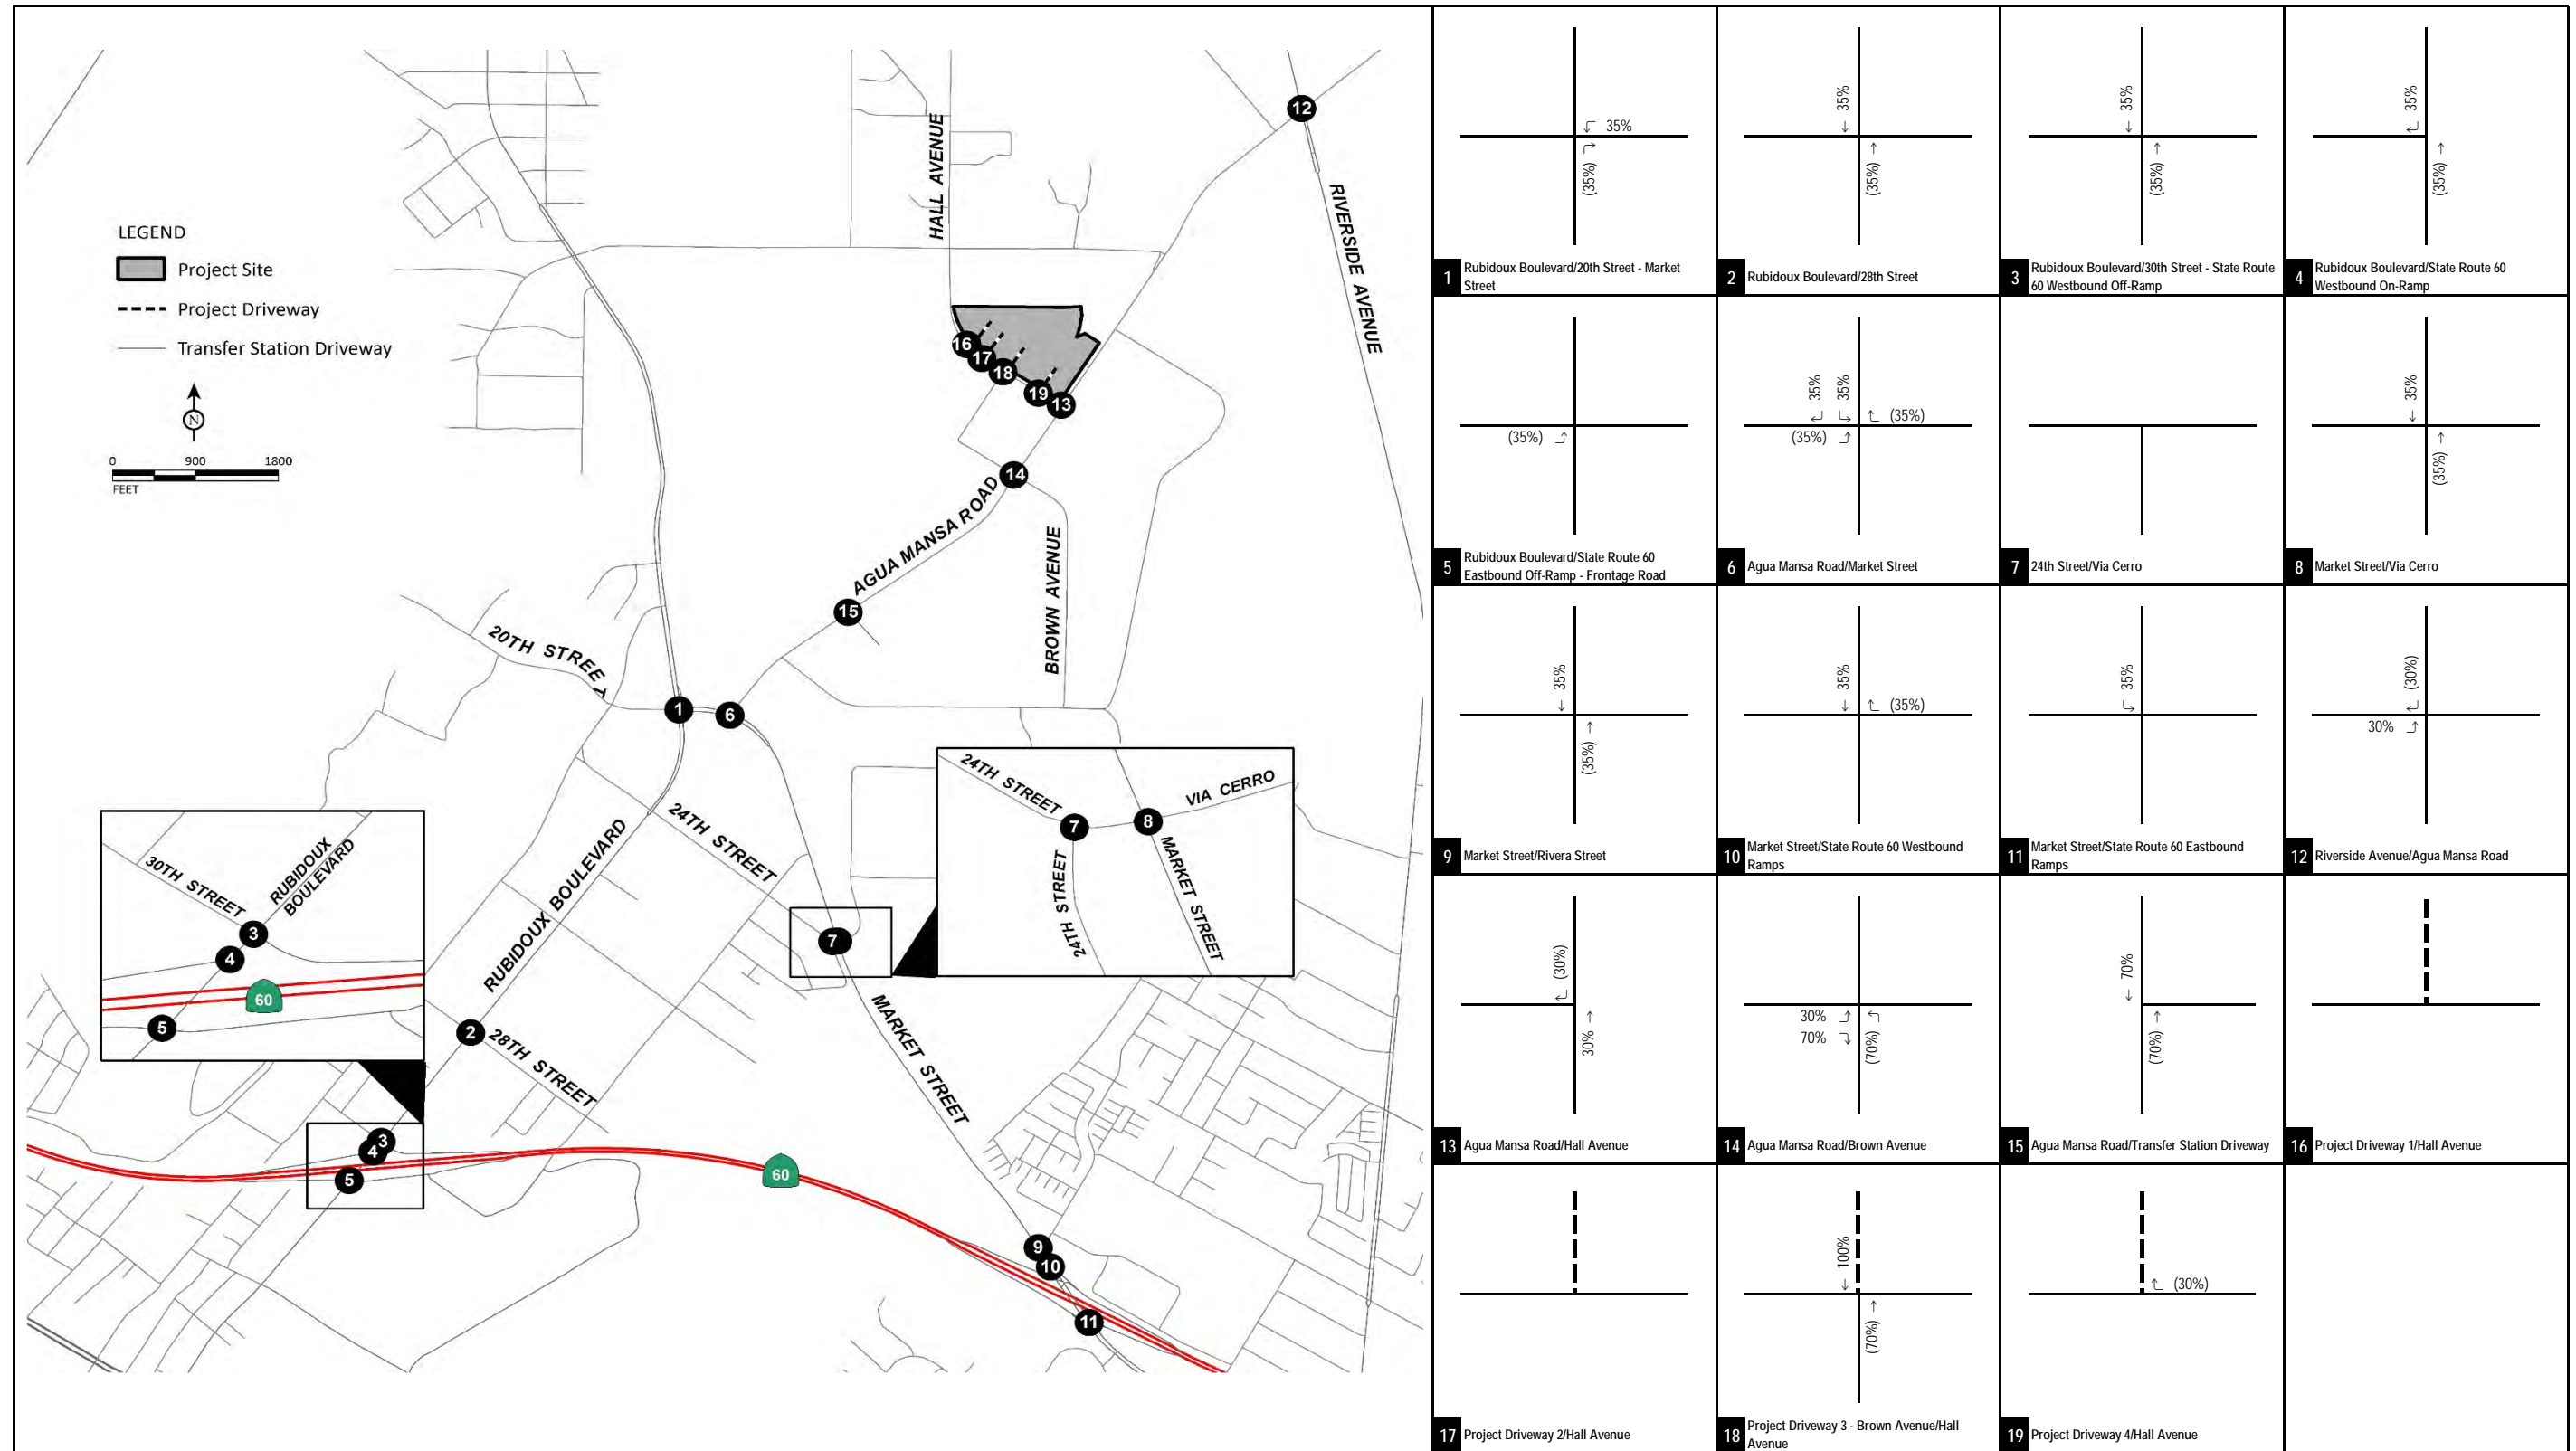 LEGEND
Project Site
Project Driveway
Transfer Station Driveway
N
0 900 1800
FEET
HALL AVENUE
RIVERSIDE AVENUE
12
16
17
18
19
13
14
AGUA MANSA ROAD
15
BROWN AVENUE
20TH STREET
1
6
24TH STREET
RUBIDOUX BOULEVARD
7
MARKET STREET
2
28TH STREET
3
4
5
60
9
10
11
30TH STREET
RUBIDOUX
BOULEVARD
3
4
60
5
24TH STREET
7
8
VIA CERRO
24TH STREET
24TH
MARKET STREET
35%
(35%)
1 Rubidoux Boulevard/20th Street - Market
Street
35%
(35%)
2 Rubidoux Boulevard/28th Street
35%
(35%)
3 Rubidoux Boulevard/30th Street - State Route
60 Westbound Off-Ramp
35%
(35%)
4 Rubidoux Boulevard/State Route 60
Westbound On-Ramp
(35%)
5 Rubidoux Boulevard/State Route 60
Eastbound Off-Ramp - Frontage Road
35% 35%
(35%)
(35%)
6 Agua Mansa Road/Market Street
7 24th Street/Via Cerro
35%
(35%)
8 Market Street/Via Cerro
35%
(35%)
9 Market Street/Rivera Street
35%
(35%)
10 Market Street/State Route 60 Westbound
Ramps
35%
11 Market Street/State Route 60 Eastbound
Ramps
(30%)
30%
12 Riverside Avenue/Agua Mansa Road
(30%)
30%
13 Agua Mansa Road/Hall Avenue
30%
70%
(70%)
14 Agua Mansa Road/Brown Avenue
70%
(70%)
15 Agua Mansa Road/Transfer Station Driveway
16 Project Driveway 1/Hall Avenue
17 Project Driveway 2/Hall Avenue
100%
(70%)
18 Project Driveway 3 - Brown Avenue/Hall
Avenue
(30%)
19 Project Driveway 4/Hall Avenue